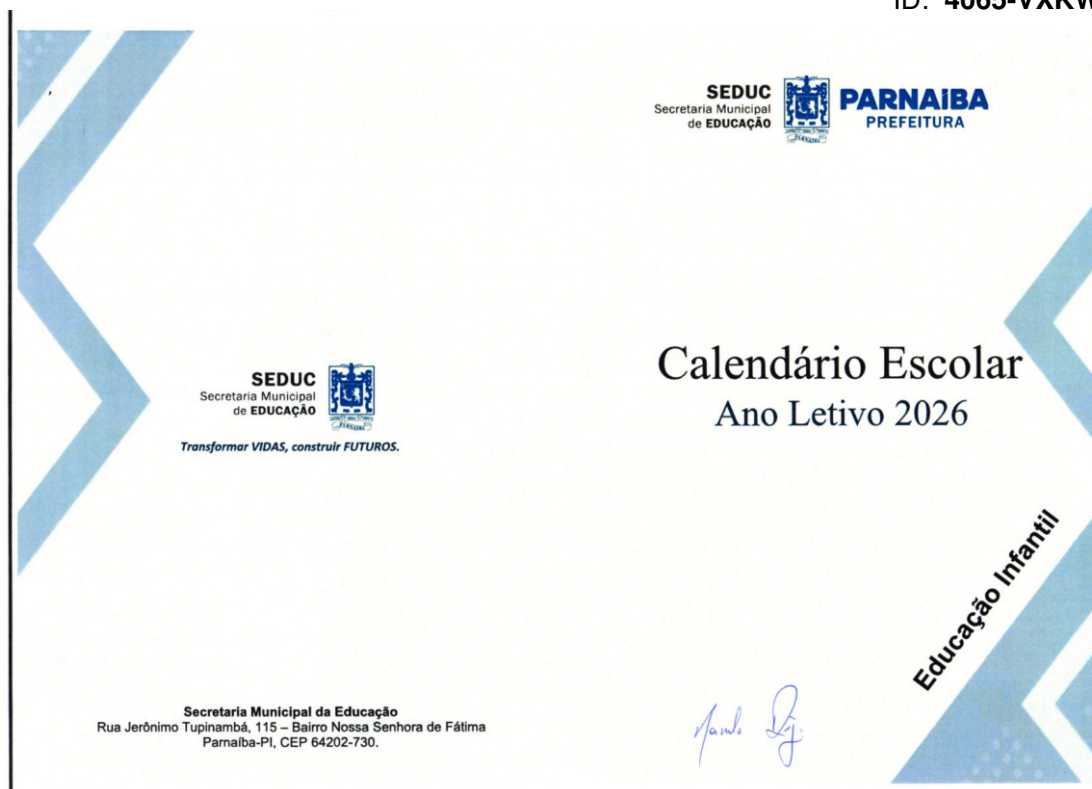 ID: 4065-VXKW
SEDUC
Secretaria Municipal
de EDUCAÇÃO
PARNAIBA
PREFEITURA
Calendário Escolar
Ano Letivo 2026
Educação Infantil
SEDUC
Secretaria Municipal
de EDUCAÇÃO
Transformar VIDAS, construir FUTUROS.
Secretaria Municipal da Educação
Rua Jerônimo Tupinambá, 115 – Bairro Nossa Senhora de Fátima
Parnaíba-PI, CEP 64202-730.